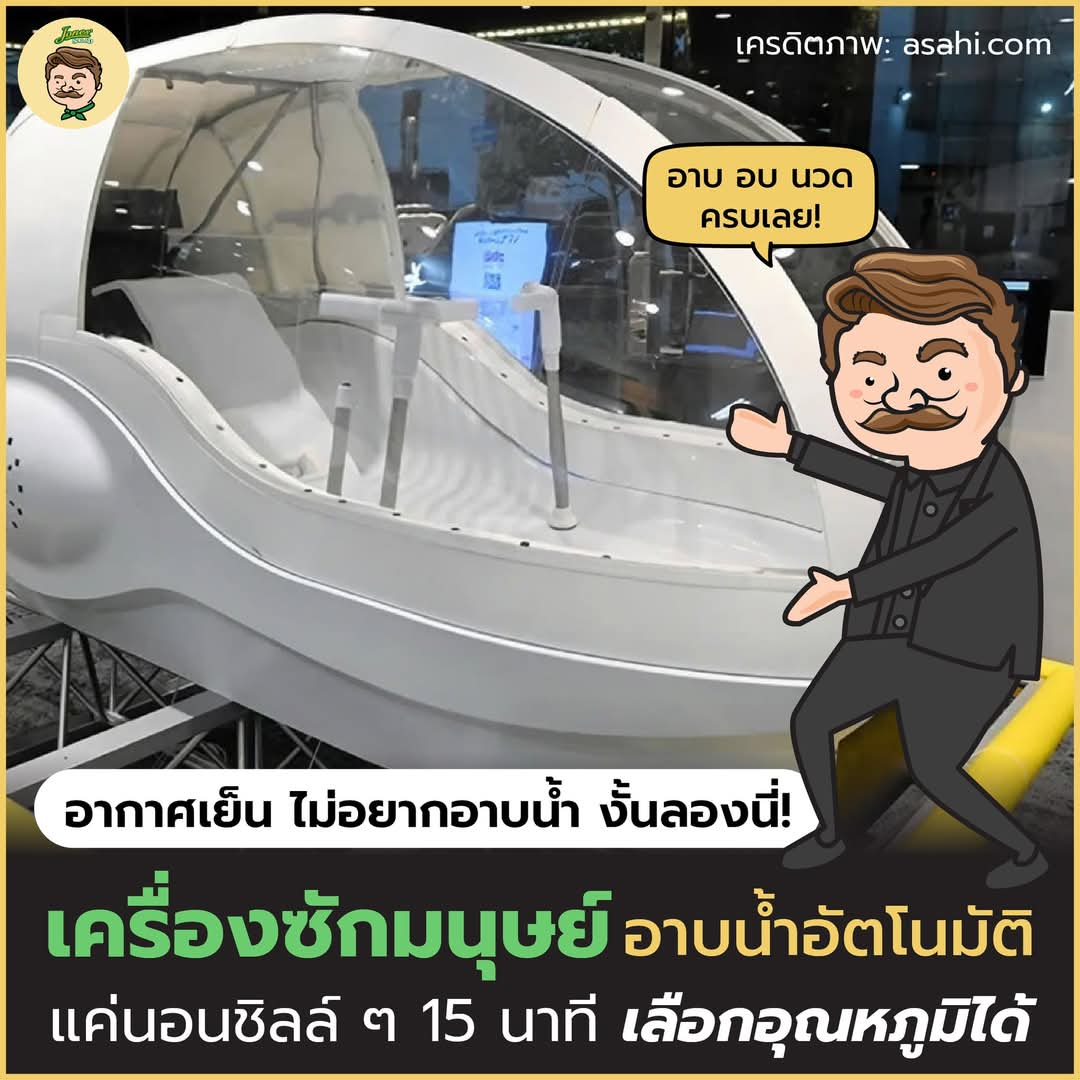 Jones
เครดิตภาพ: asahi.com
อาบ อบ นวด
ครบเลย!
อากาศเย็น ไม่อยากอาบน้ำ งั้นลองนี่!
เครื่องซักมนุษย์ อาบน้ำอัตโนมัติ
แค่นอนชิลล์ ๆ 15 นาที เลือกอุณหภูมิได้